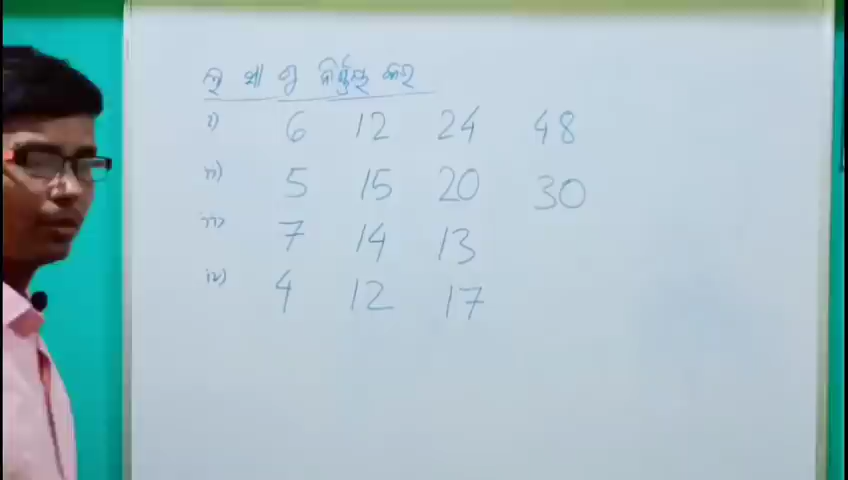 ଲ ସା ଗୁ ନିର୍ଣ୍ଣୟ କର
i) 6 12 24 48
ii) 5 15 20 30
iii) 7 14 13
iv) 4 12 17